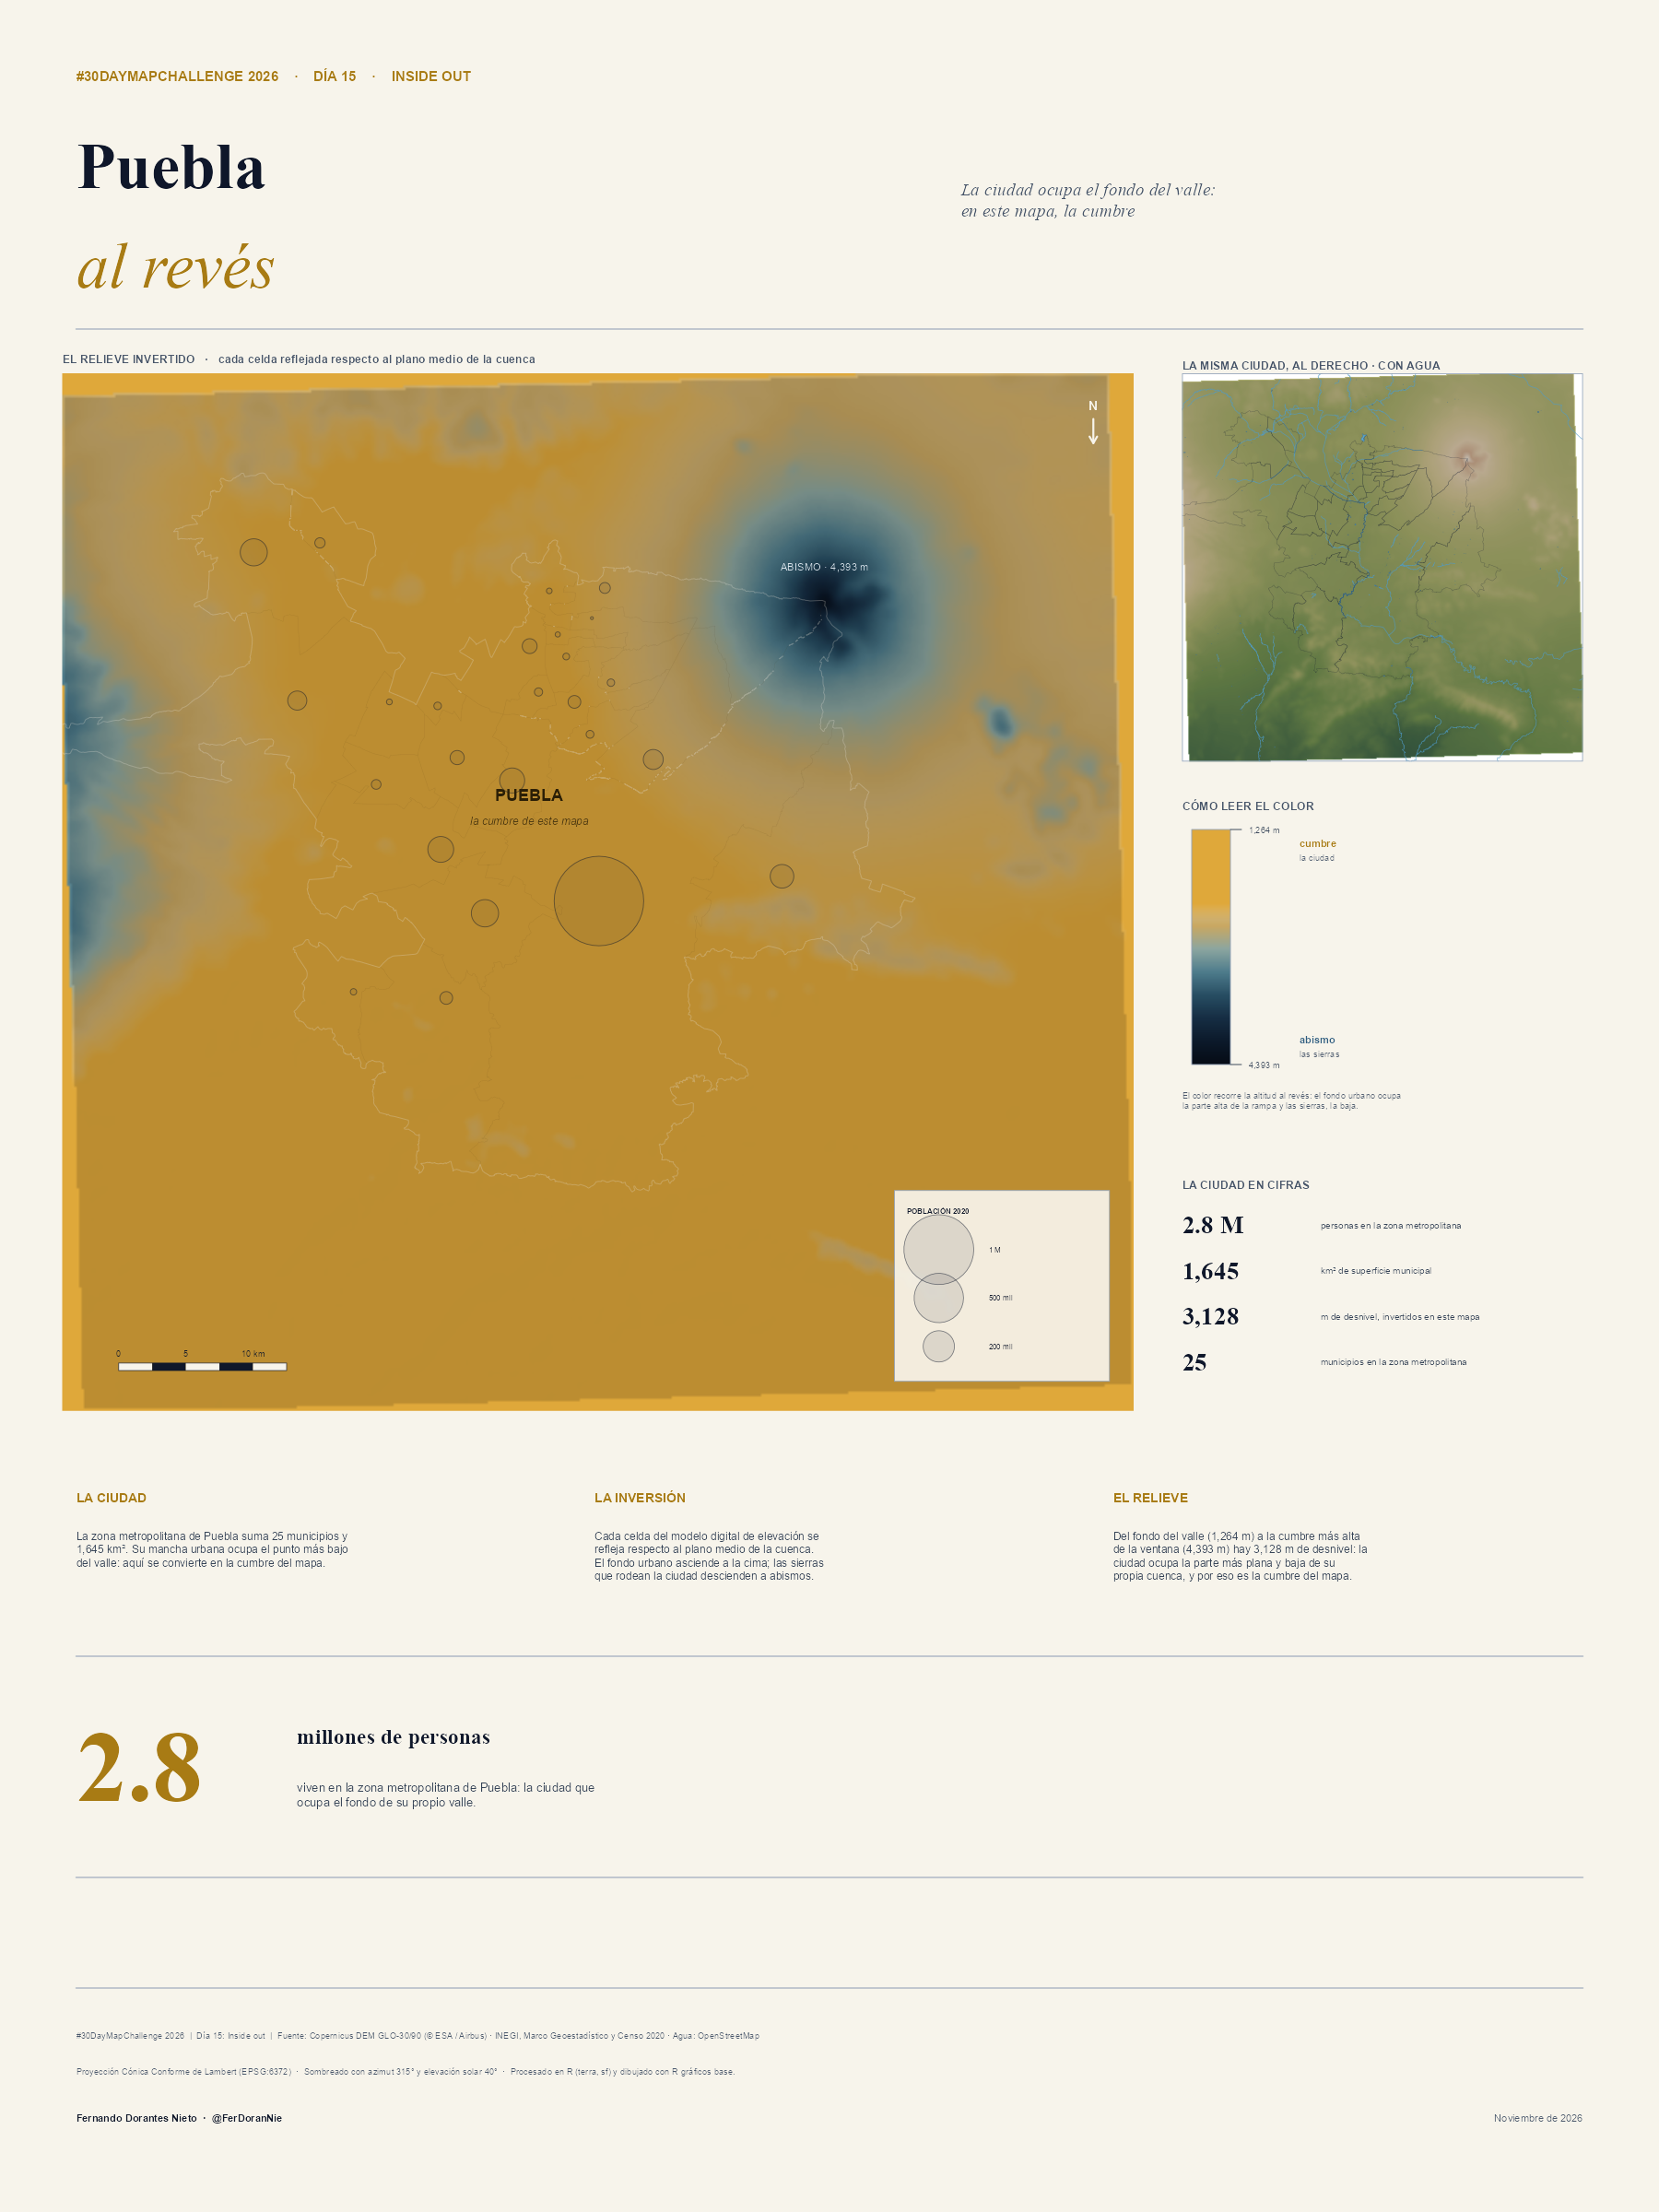 #30DAYMAPCHALLENGE 2026 · DÍA 15 · INSIDE OUT
Puebla
al revés
La ciudad ocupa el fondo del valle:
en este mapa, la cumbre
EL RELIEVE INVERTIDO · cada celda reflejada respecto al plano medio de la cuenca
N
ABISMO · 4,393 m
PUEBLA
la cumbre de este mapa
POBLACIÓN 2020
1 M
500 mil
200 mil
0 5 10 km
LA MISMA CIUDAD, AL DERECHO · CON AGUA
CÓMO LEER EL COLOR
1,264 m
cumbre
la ciudad
abismo
las sierras
4,393 m
El color recorre la altitud al revés: el fondo urbano ocupa
la parte alta de la rampa y las sierras, la baja.
LA CIUDAD EN CIFRAS
2.8 M personas en la zona metropolitana
1,645 km² de superficie municipal
3,128 m de desnivel, invertidos en este mapa
25 municipios en la zona metropolitana
LA CIUDAD
La zona metropolitana de Puebla suma 25 municipios y
1,645 km². Su mancha urbana ocupa el punto más bajo
del valle: aquí se convierte en la cumbre del mapa.
LA INVERSIÓN
Cada celda del modelo digital de elevación se
refleja respecto al plano medio de la cuenca.
El fondo urbano asciende a la cima; las sierras
que rodean la ciudad descienden a abismos.
EL RELIEVE
Del fondo del valle (1,264 m) a la cumbre más alta
de la ventana (4,393 m) hay 3,128 m de desnivel: la
ciudad ocupa la parte más plana y baja de su
propia cuenca, y por eso es la cumbre del mapa.
2.8
millones de personas
viven en la zona metropolitana de Puebla: la ciudad que
ocupa el fondo de su propio valle.
#30DayMapChallenge 2026 | Día 15: Inside out | Fuente: Copernicus DEM GLO-30/90 (© ESA / Airbus) · INEGI, Marco Geoestadístico y Censo 2020 · Agua: OpenStreetMap
Proyección Cónica Conforme de Lambert (EPSG:6372) · Sombreado con azimut 315° y elevación solar 40° · Procesado en R (terra, sf) y dibujado con R gráficos base.
Fernando Dorantes Nieto · @FerDoranNie
Noviembre de 2026